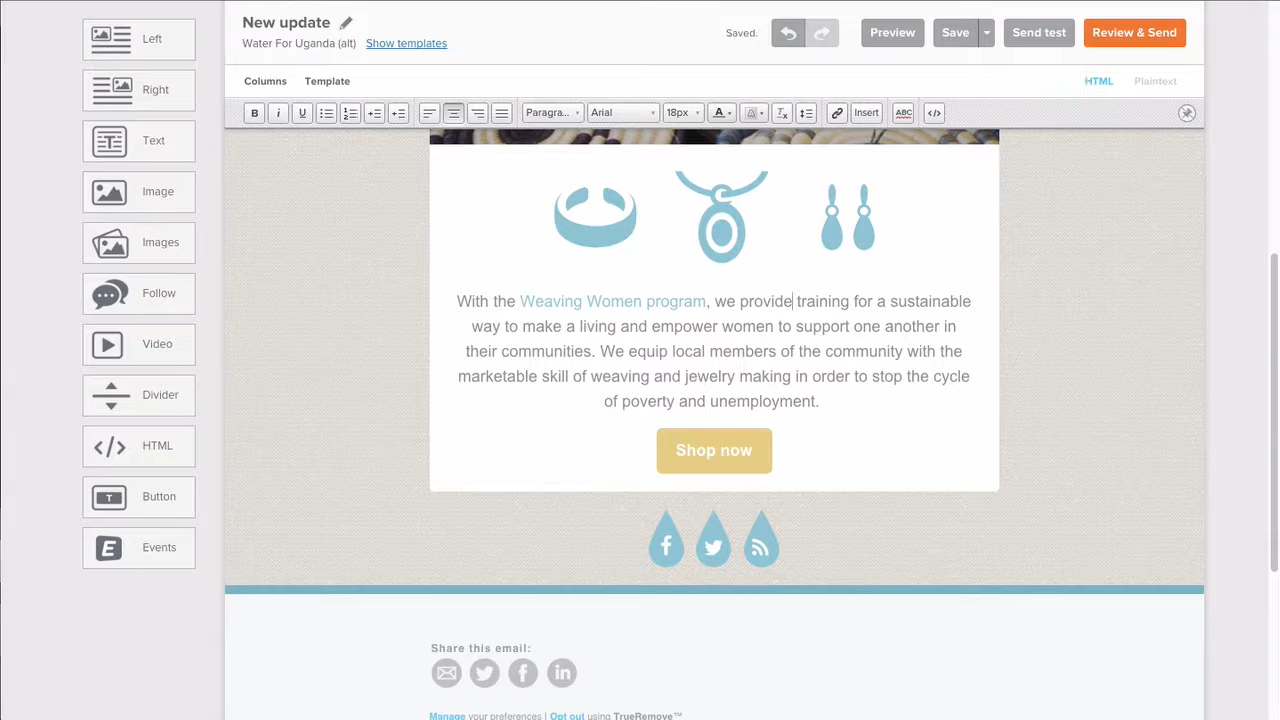 New update
Water For Uganda (alt) Show templates
Saved.
Preview
Save
Send test
Review & Send
Columns
Template
HTML
Plaintext
B
i
U
Paragra...
Arial
18px
A
Tx
Insert
ABC
</>
Left
Right
Text
Image
Images
Follow
Video
Divider
HTML
Button
Events
With the Weaving Women program, we provide training for a sustainable
way to make a living and empower women to support one another in
their communities. We equip local members of the community with the
marketable skill of weaving and jewelry making in order to stop the cycle
of poverty and unemployment.
Shop now
Share this email:
Manage your preferences | Opt out using TrueRemove™